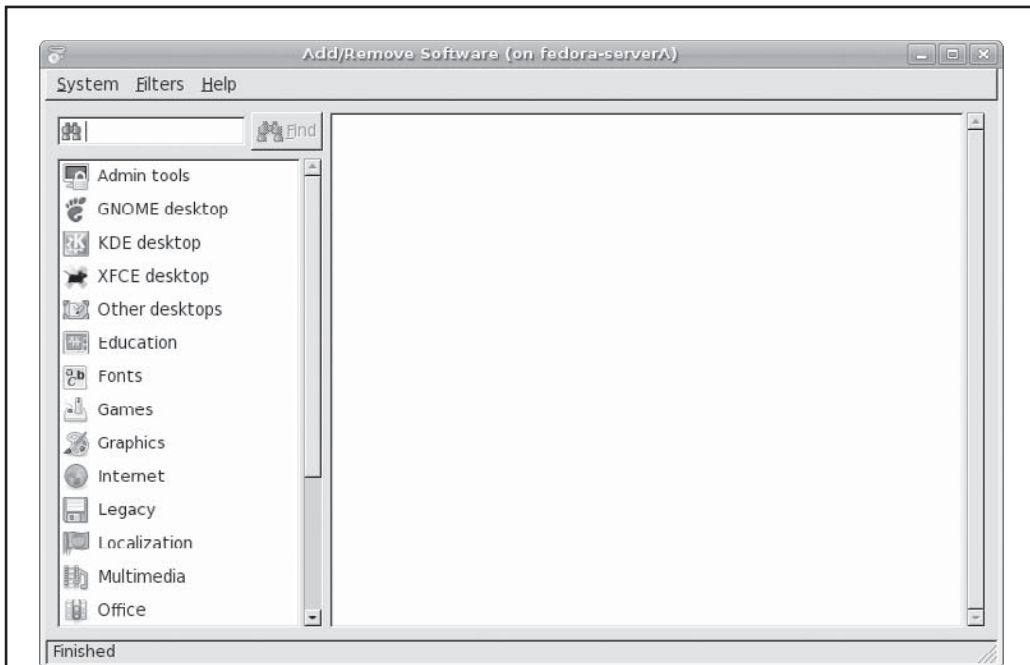 Add/Remove Software (on fedora-serverA)
System Filters Help
Find
Admin tools
GNOME desktop
KDE desktop
XFCE desktop
Other desktops
Education
Fonts
Games
Graphics
Internet
Legacy
Localization
Multimedia
Office
Finished